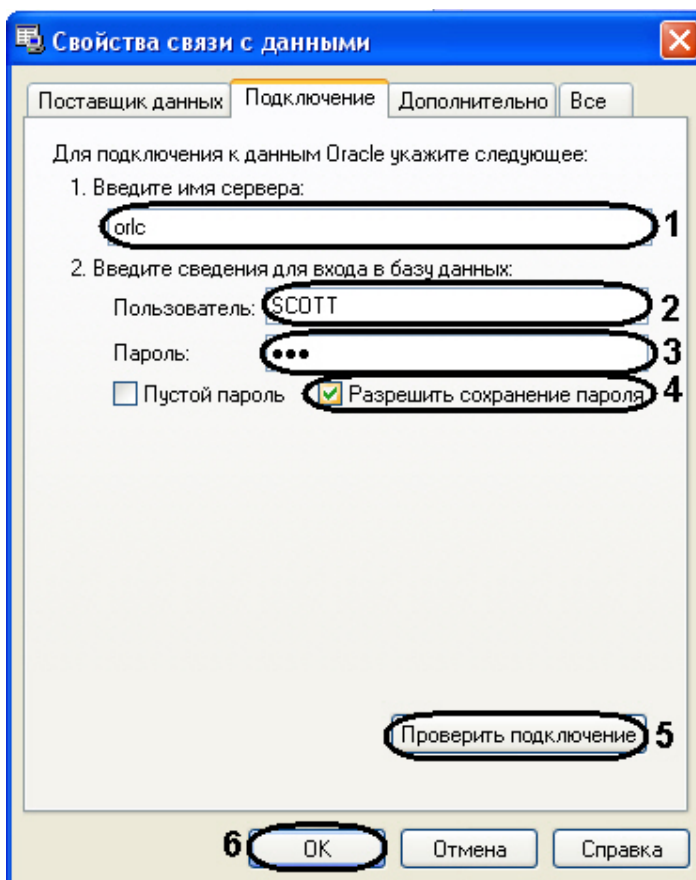 Свойства связи с данными
Поставщик данных Подключение Дополнительно Все
Для подключения к данным Oracle укажите следующее:
1. Введите имя сервера:
orlc 1
2. Введите сведения для входа в базу данных:
Пользователь: SCOTT 2
Пароль: ●●● 3
Пустой пароль Разрешить сохранение пароля 4
Проверить подключение 5
6 OK Отмена Справка